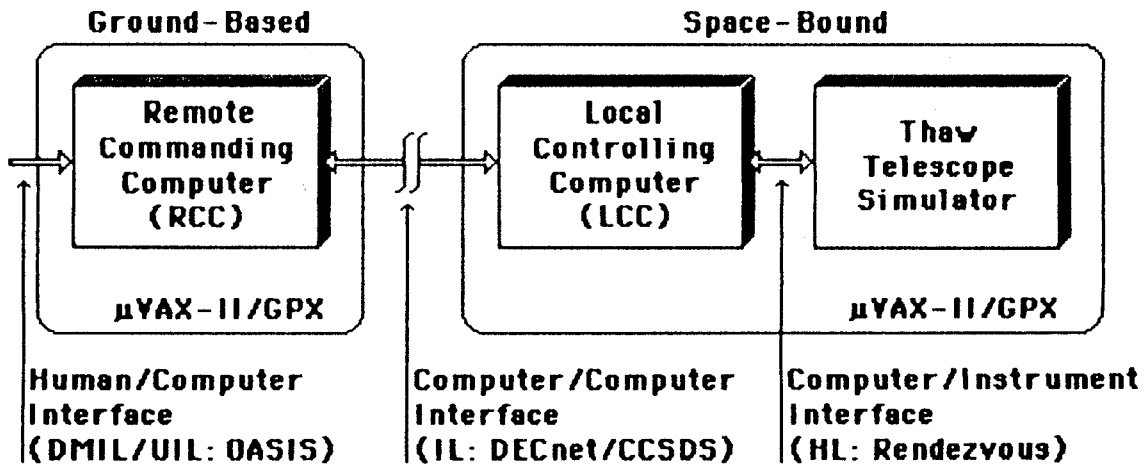 Ground-Based
Space-Bound
Remote
Commanding
Computer
(RCC)
Local
Controlling
Computer
(LCC)
Thaw
Telescope
Simulator
µVAX-II/GPX
µVAX-II/GPX
Human/Computer
Interface
(DMIL/UIL: OASIS)
Computer/Computer
Interface
(IL: DECnet/CCSDS)
Computer/Instrument
Interface
(HL: Rendezvous)